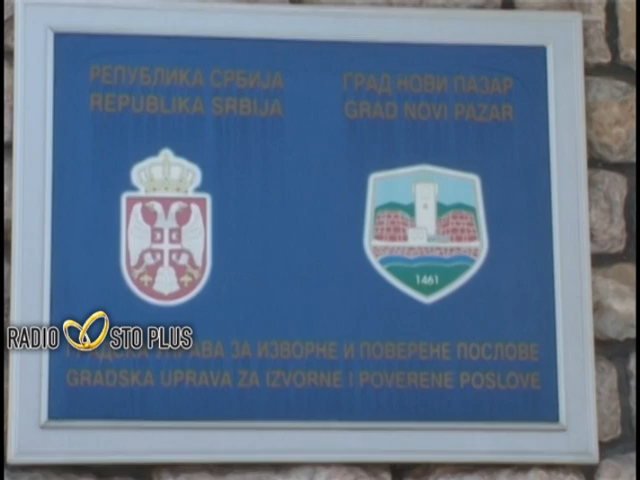 РЕПУБЛИКА СРБИЈА
REPUBLIKA SRBIJA
ГРАД НОВИ ПАЗАР
GRAD NOVI PAZAR
1461
RADIO STO PLUS
ЗА ИЗВОРНЕ И ПОВЕРЕНЕ ПОСЛОВЕ
GRADSKA UPRAVA ZA IZVORNE I POVERENE POSLOVE